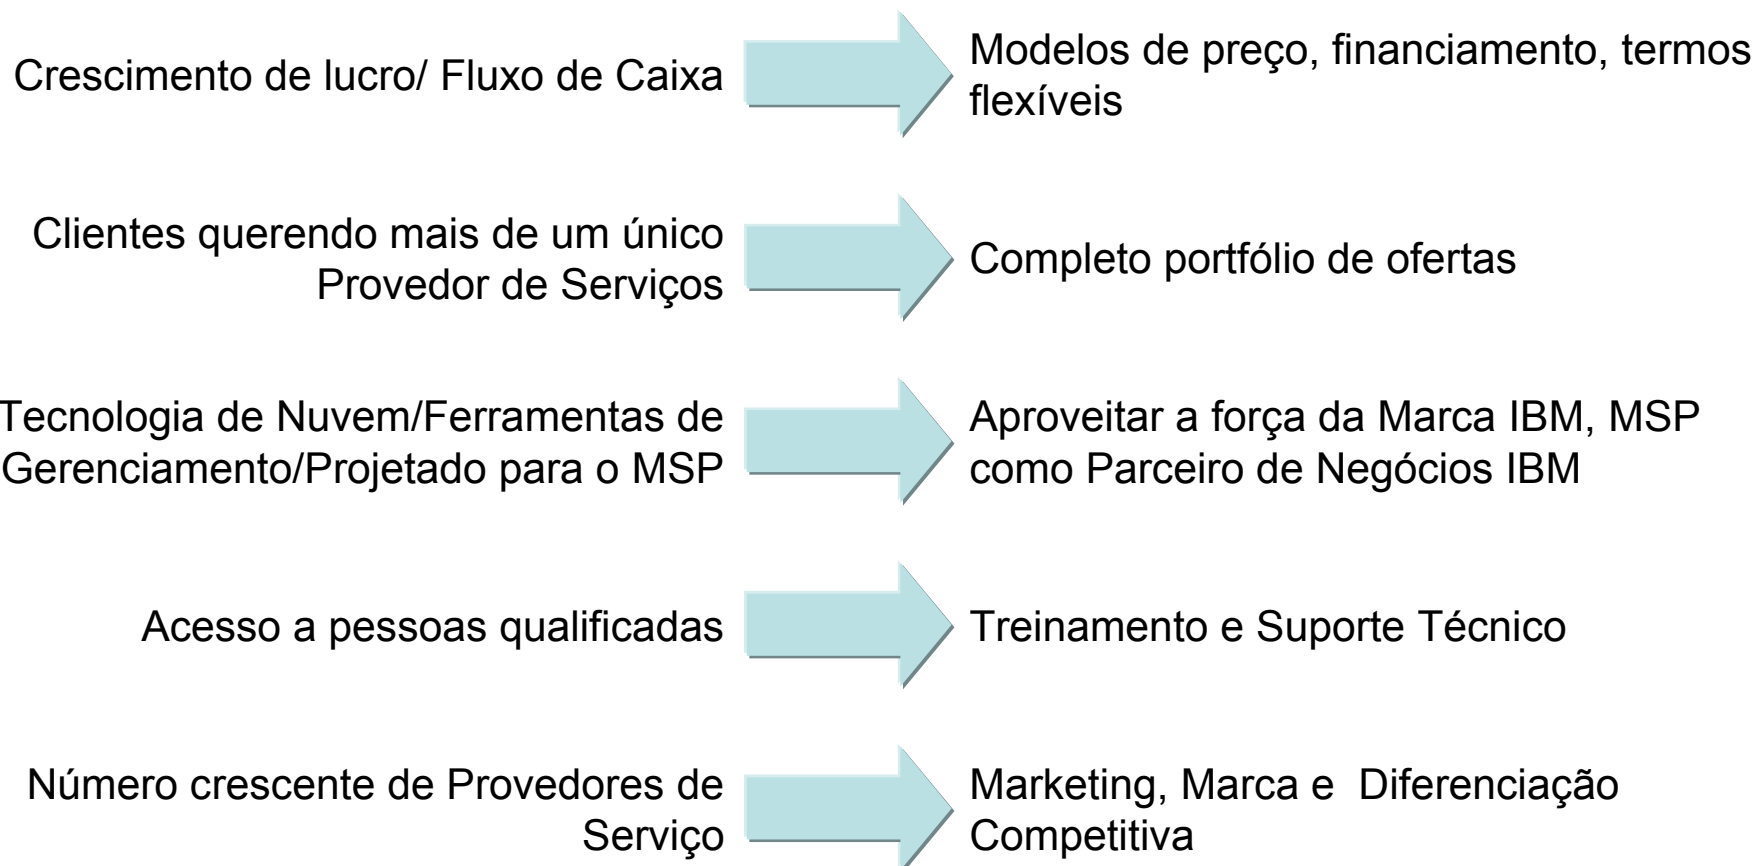 Crescimento de lucro/ Fluxo de Caixa
Modelos de preço, financiamento, termos
flexíveis
Clientes querendo mais de um único
Provedor de Serviços
Completo portfólio de ofertas
Tecnologia de Nuvem/Ferramentas de
Gerenciamento/Projetado para o MSP
Aproveitar a força da Marca IBM, MSP
como Parceiro de Negócios IBM
Acesso a pessoas qualificadas
Treinamento e Suporte Técnico
Número crescente de Provedores de
Serviço
Marketing, Marca e  Diferenciação
Competitiva